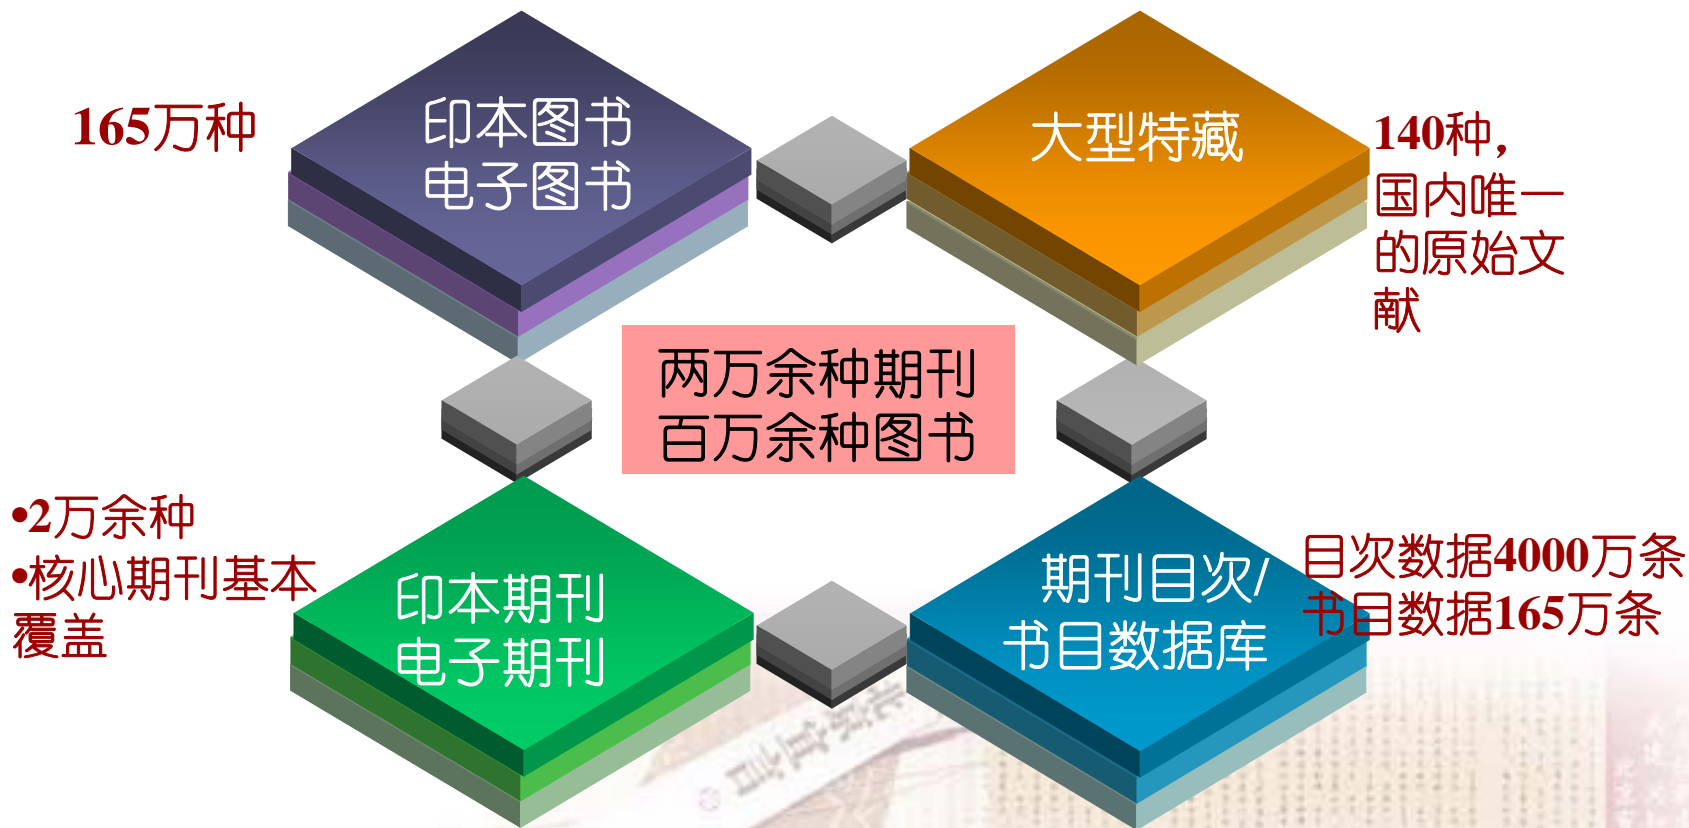 165万种
印本图书
电子图书
大型特藏
140种，
国内唯一
的原始文
献
两万余种期刊
百万余种图书
•2万余种
•核心期刊基本
覆盖
印本期刊
电子期刊
期刊目次/
书目数据库
目次数据4000万条
书目数据165万条